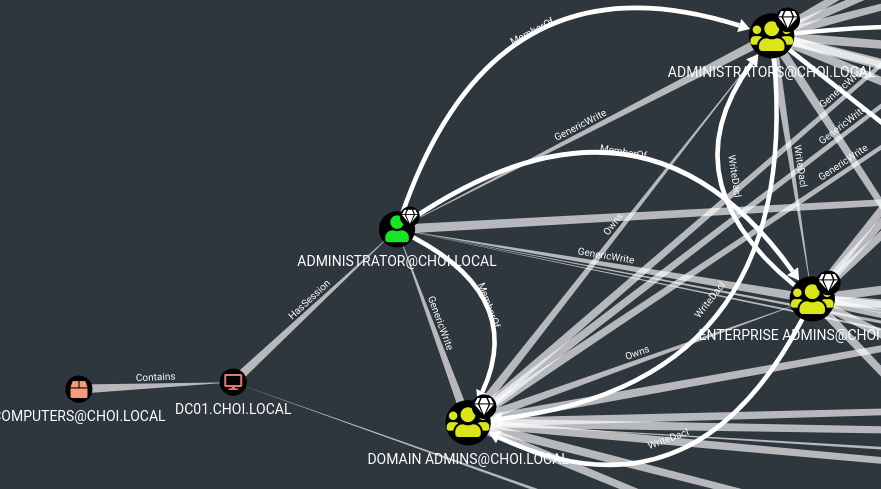 MemberOf
ADMINISTRATORS@CHOI.LOCAL
GenericWrite
GenericWrite
GenericWrite
GenericWrite
MemberOf
WriteDacl
WriteDacl
Owns
ADMINISTRATOR@CHOI.LOCAL
GenericWrite
HasSession
MemberOf
GenericWrite
WriteDacl
ENTERPRISE ADMINS@CHOI
Owns
Contains
DC01.CHOI.LOCAL
COMPUTERS@CHOI.LOCAL
WriteDacl
DOMAIN ADMINS@CHOI.LOCAL